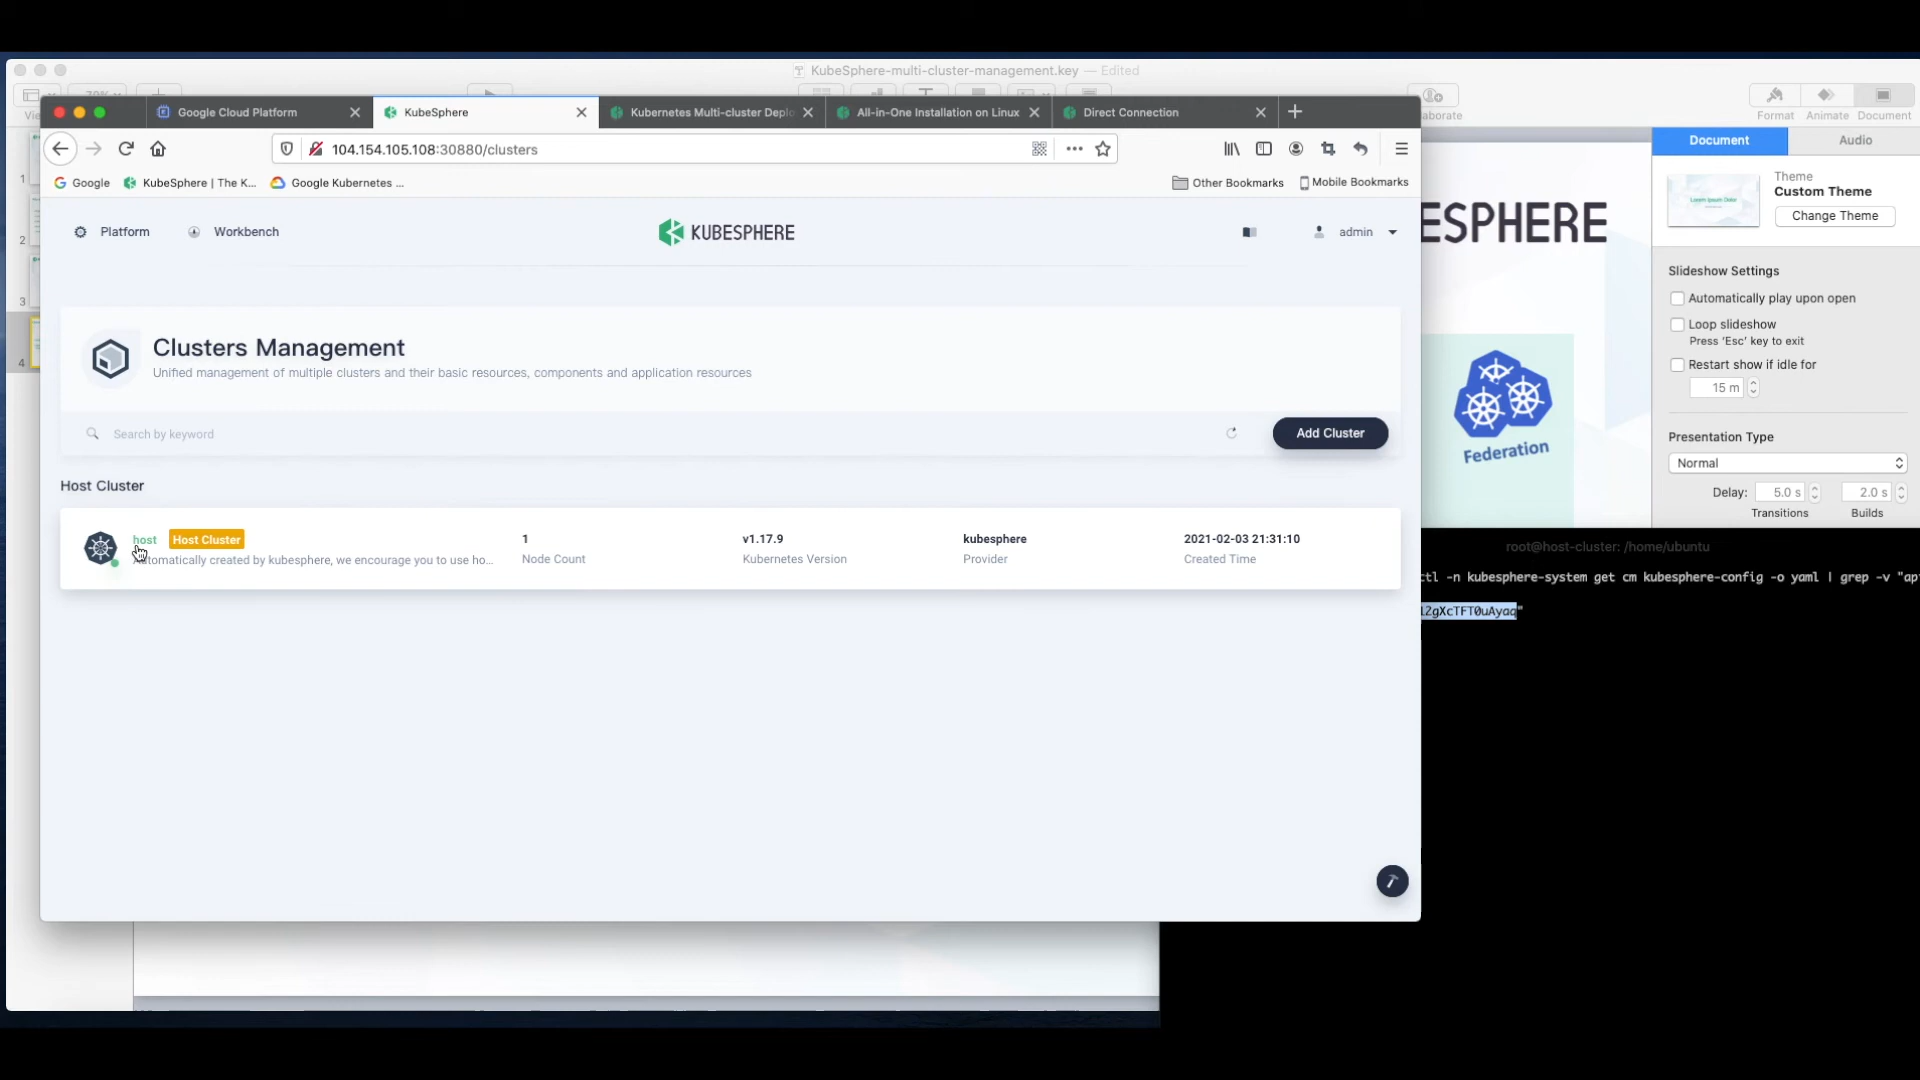 KubeSphere-multi-cluster-management.key — Edited
Google Cloud Platform
KubeSphere
Kubernetes Multi-cluster Deplo
All-in-One Installation on Linux
Direct Connection
Format
Animate
Document
104.154.105.108:30880/clusters
Document
Audio
Google
KubeSphere | The K...
Google Kubernetes ...
Other Bookmarks
Mobile Bookmarks
Theme
Custom Theme
Change Theme
Platform
Workbench
KUBESPHERE
admin
ESPHERE
1
2
3
4
Slideshow Settings
Automatically play upon open
Loop slideshow
Press 'Esc' key to exit
Restart show if idle for
15 m
Clusters Management
Unified management of multiple clusters and their basic resources, components and application resources
Search by keyword
Add Cluster
Federation
Presentation Type
Normal
Delay: 5.0 s 2.0 s
Transitions Builds
Host Cluster
host Host Cluster
Automatically created by kubesphere, we encourage you to use ho...
1
Node Count
v1.17.9
Kubernetes Version
kubesphere
Provider
2021-02-03 21:31:10
Created Time
root@host-cluster: /home/ubuntu
ctl -n kubesphere-system get cm kubesphere-config -o yaml | grep -v "ap
l2gXcTFT0uAyaq"